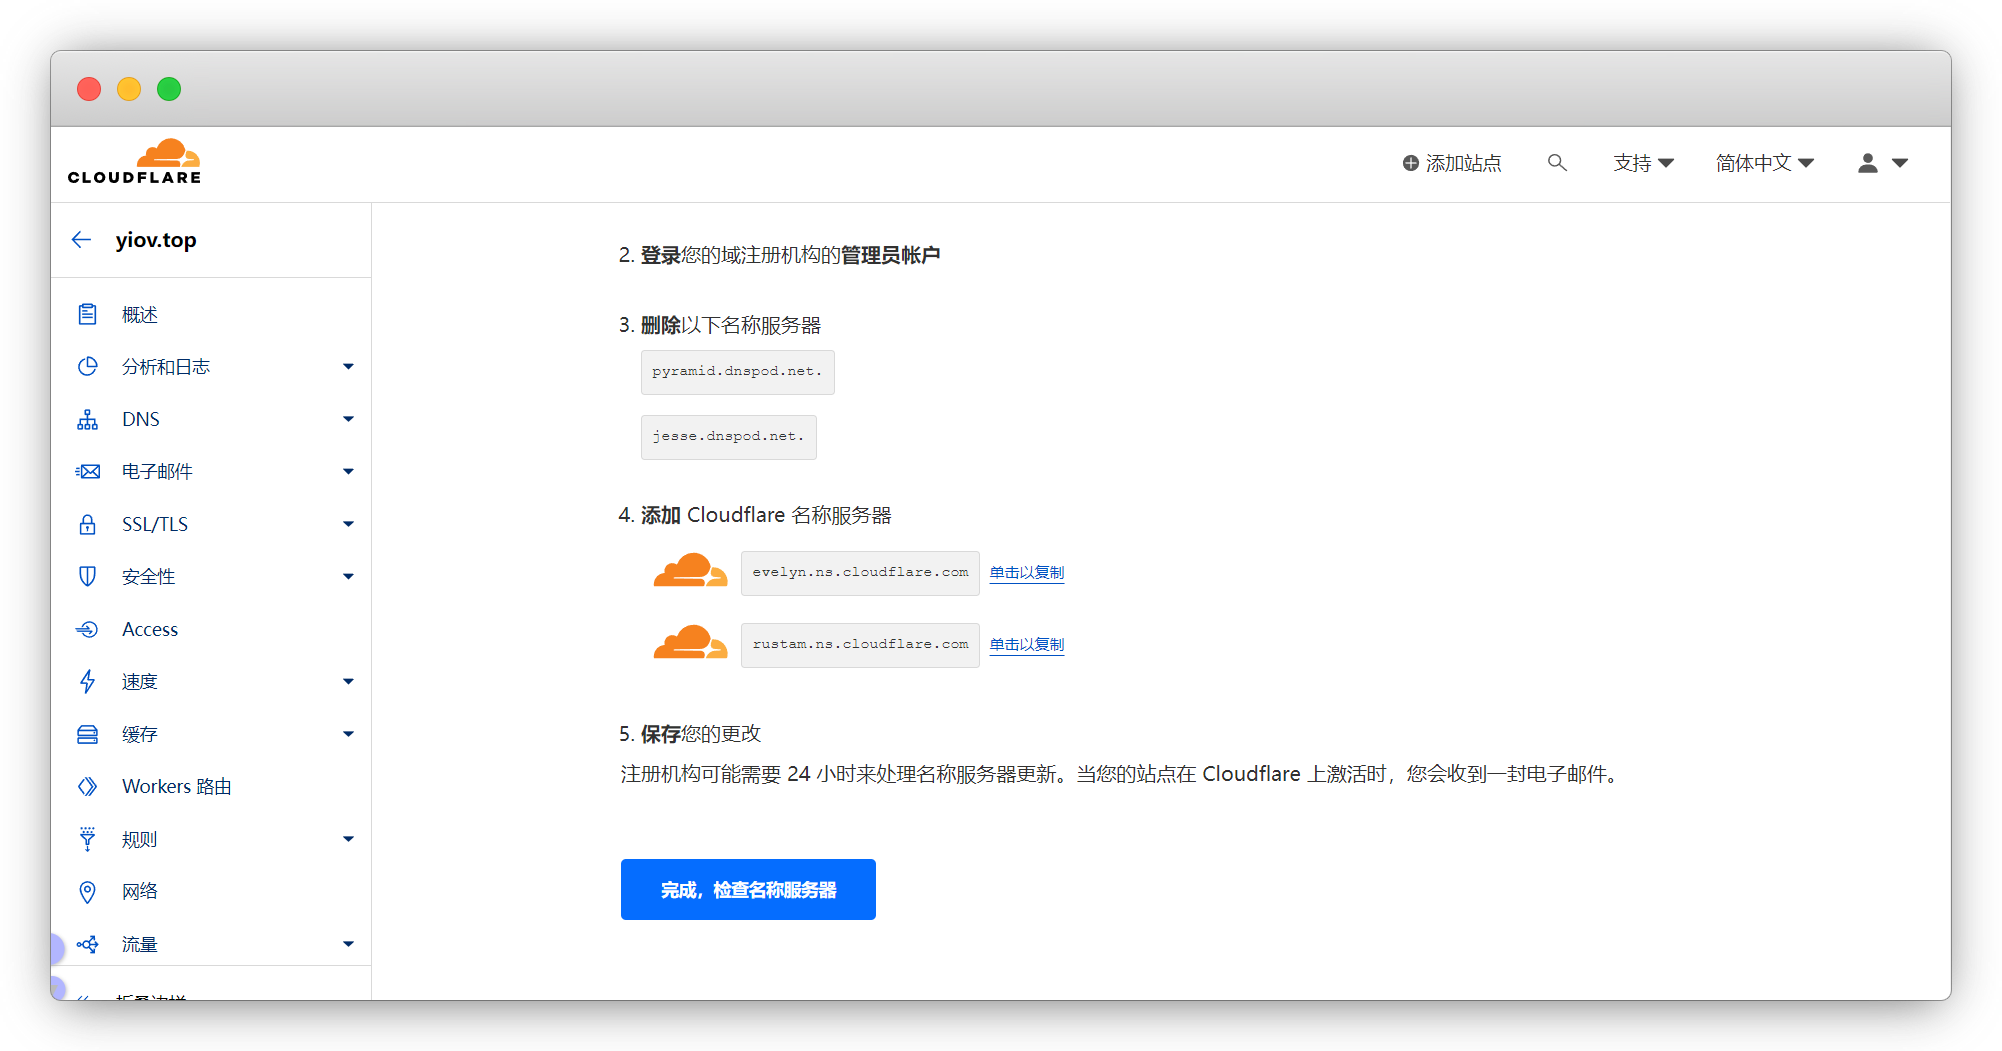 CLOUDFLARE
添加站点
支持
简体中文
yiov.top
概述
分析和日志
DNS
电子邮件
SSL/TLS
安全性
Access
速度
缓存
Workers 路由
规则
网络
流量
2. 登录您的域注册机构的管理员帐户
3. 删除以下名称服务器
pyramid.dnspod.net.
jesse.dnspod.net.
4. 添加 Cloudflare 名称服务器
evelyn.ns.cloudflare.com 单击以复制
rustam.ns.cloudflare.com 单击以复制
5. 保存您的更改
注册机构可能需要 24 小时来处理名称服务器更新。当您的站点在 Cloudflare 上激活时，您会收到一封电子邮件。
完成，检查名称服务器